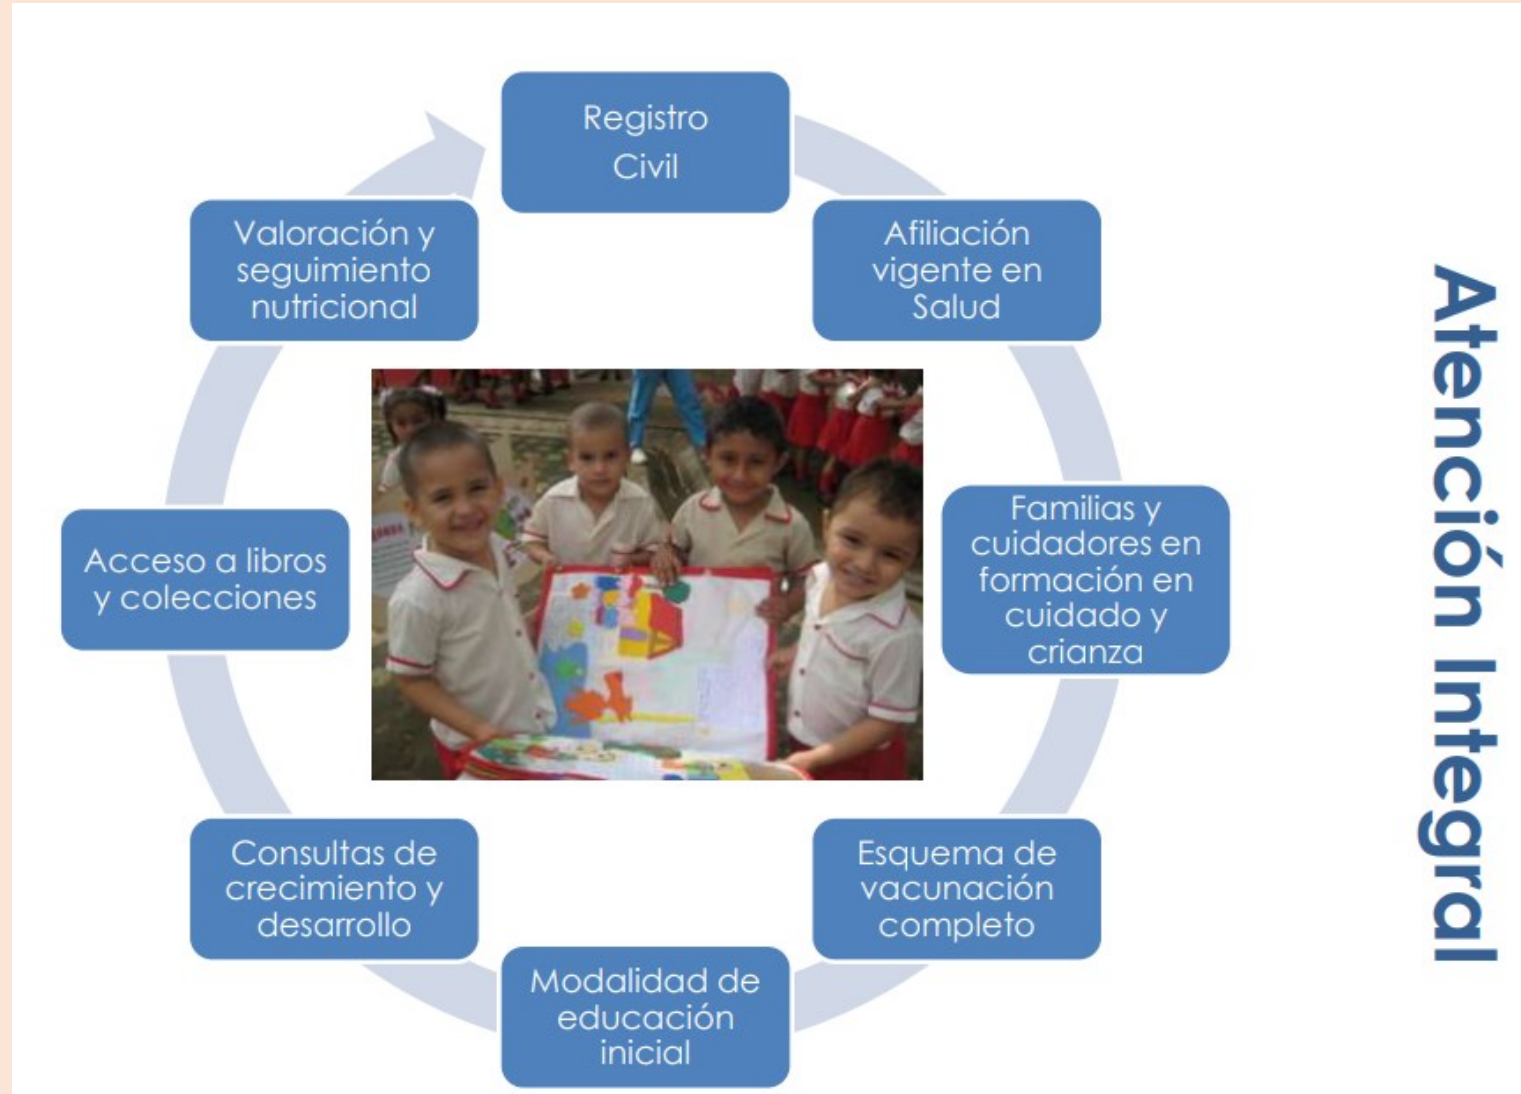 Registro
Civil
Afiliación
vigente en
Salud
Familias y
cuidadores en
formación en
cuidado y
crianza
Esquema de
vacunación
completo
Modalidad de
educación
inicial
Consultas de
crecimiento y
desarrollo
Acceso a libros
y colecciones
Valoración y
seguimiento
nutricional
Atención Integral